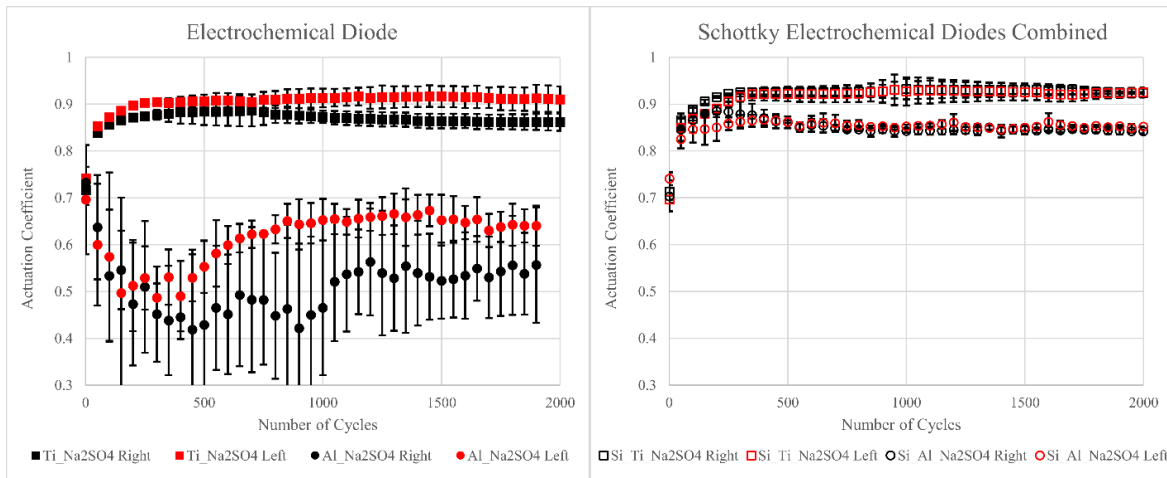 Electrochemical Diode
1
0.9
0.8
0.7
0.6
0.5
0.4
0.3
Actuation Coefficient
0
500
1000
1500
2000
Number of Cycles
Ti_Na2SO4 Right
Ti_Na2SO4 Left
Al_Na2SO4 Right
Al_Na2SO4 Left
Schottky Electrochemical Diodes Combined
1
0.9
0.8
0.7
0.6
0.5
0.4
0.3
Actuation Coefficient
0
500
1000
1500
2000
Number of Cycles
Si_Ti_Na2SO4 Right
Si_Ti_Na2SO4 Left
Si_Al_Na2SO4 Right
Si_Al_Na2SO4 Left